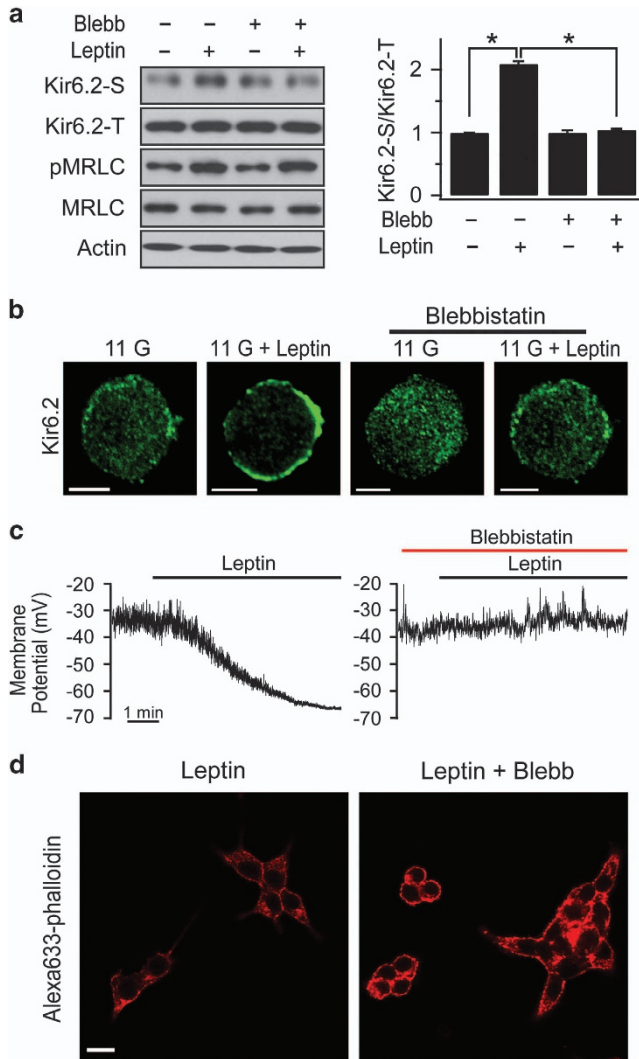 a
Blebb – – + +
Leptin – + – +
Kir6.2-S
Kir6.2-T
pMRLC
MRLC
Actin
Kir6.2-S/Kir6.2-T
2
1
0
* *
Blebb – – + +
Leptin – + – +
b
Blebbistatin
11 G 11 G + Leptin 11 G 11 G + Leptin
Kir6.2
c
Blebbistatin
Leptin Leptin
Membrane
Potential (mV)
-20 -20
-30 -30
-40 -40
-50 -50
-60 -60
-70 -70
1 min
d
Leptin Leptin + Blebb
Alexa633-phalloidin